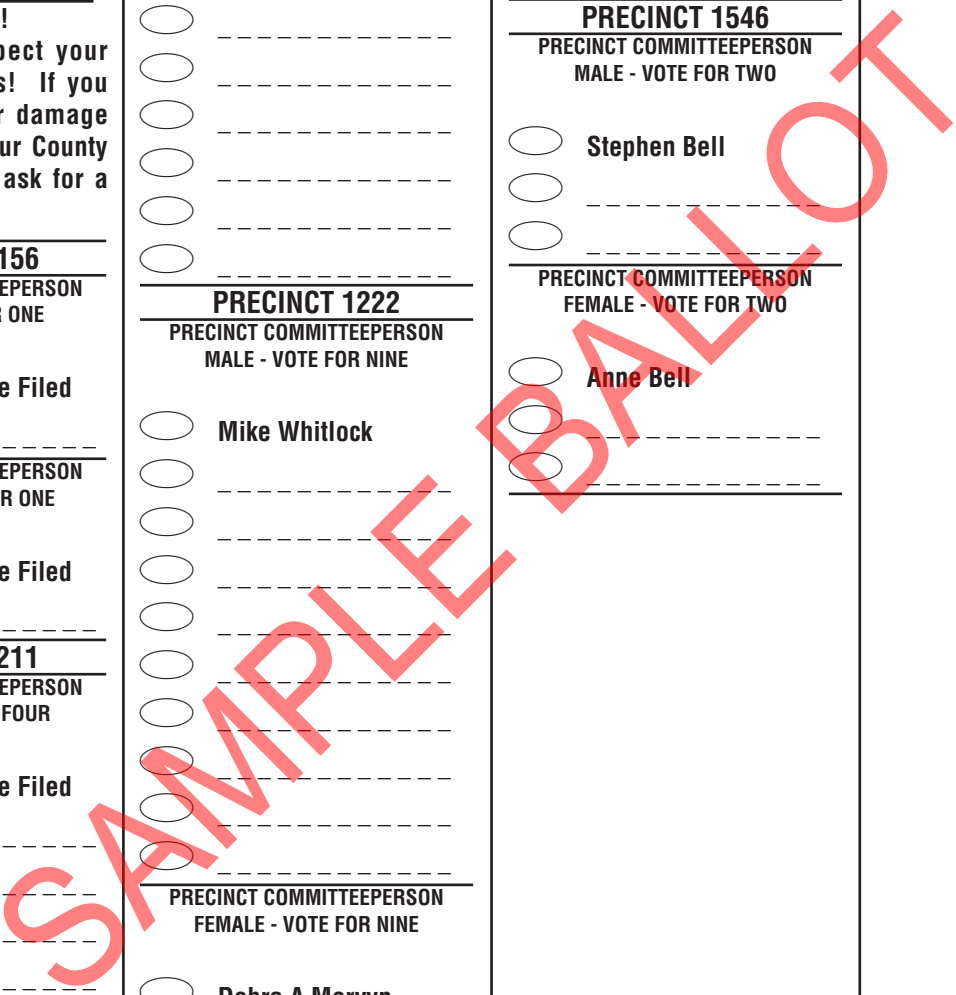 !
pect your
s! If you
r damage
ur County
ask for a
156
EPERSON
R ONE
e Filed
EPERSON
R ONE
e Filed
211
EPERSON
FOUR
e Filed
PRECINCT 1222
PRECINCT COMMITTEEPERSON
MALE - VOTE FOR NINE
Mike Whitlock
PRECINCT COMMITTEEPERSON
FEMALE - VOTE FOR NINE
Debra A Mervyn
PRECINCT 1546
PRECINCT COMMITTEEPERSON
MALE - VOTE FOR TWO
Stephen Bell
PRECINCT COMMITTEEPERSON
FEMALE - VOTE FOR TWO
Anne Bell
SAMPLE BALLOT